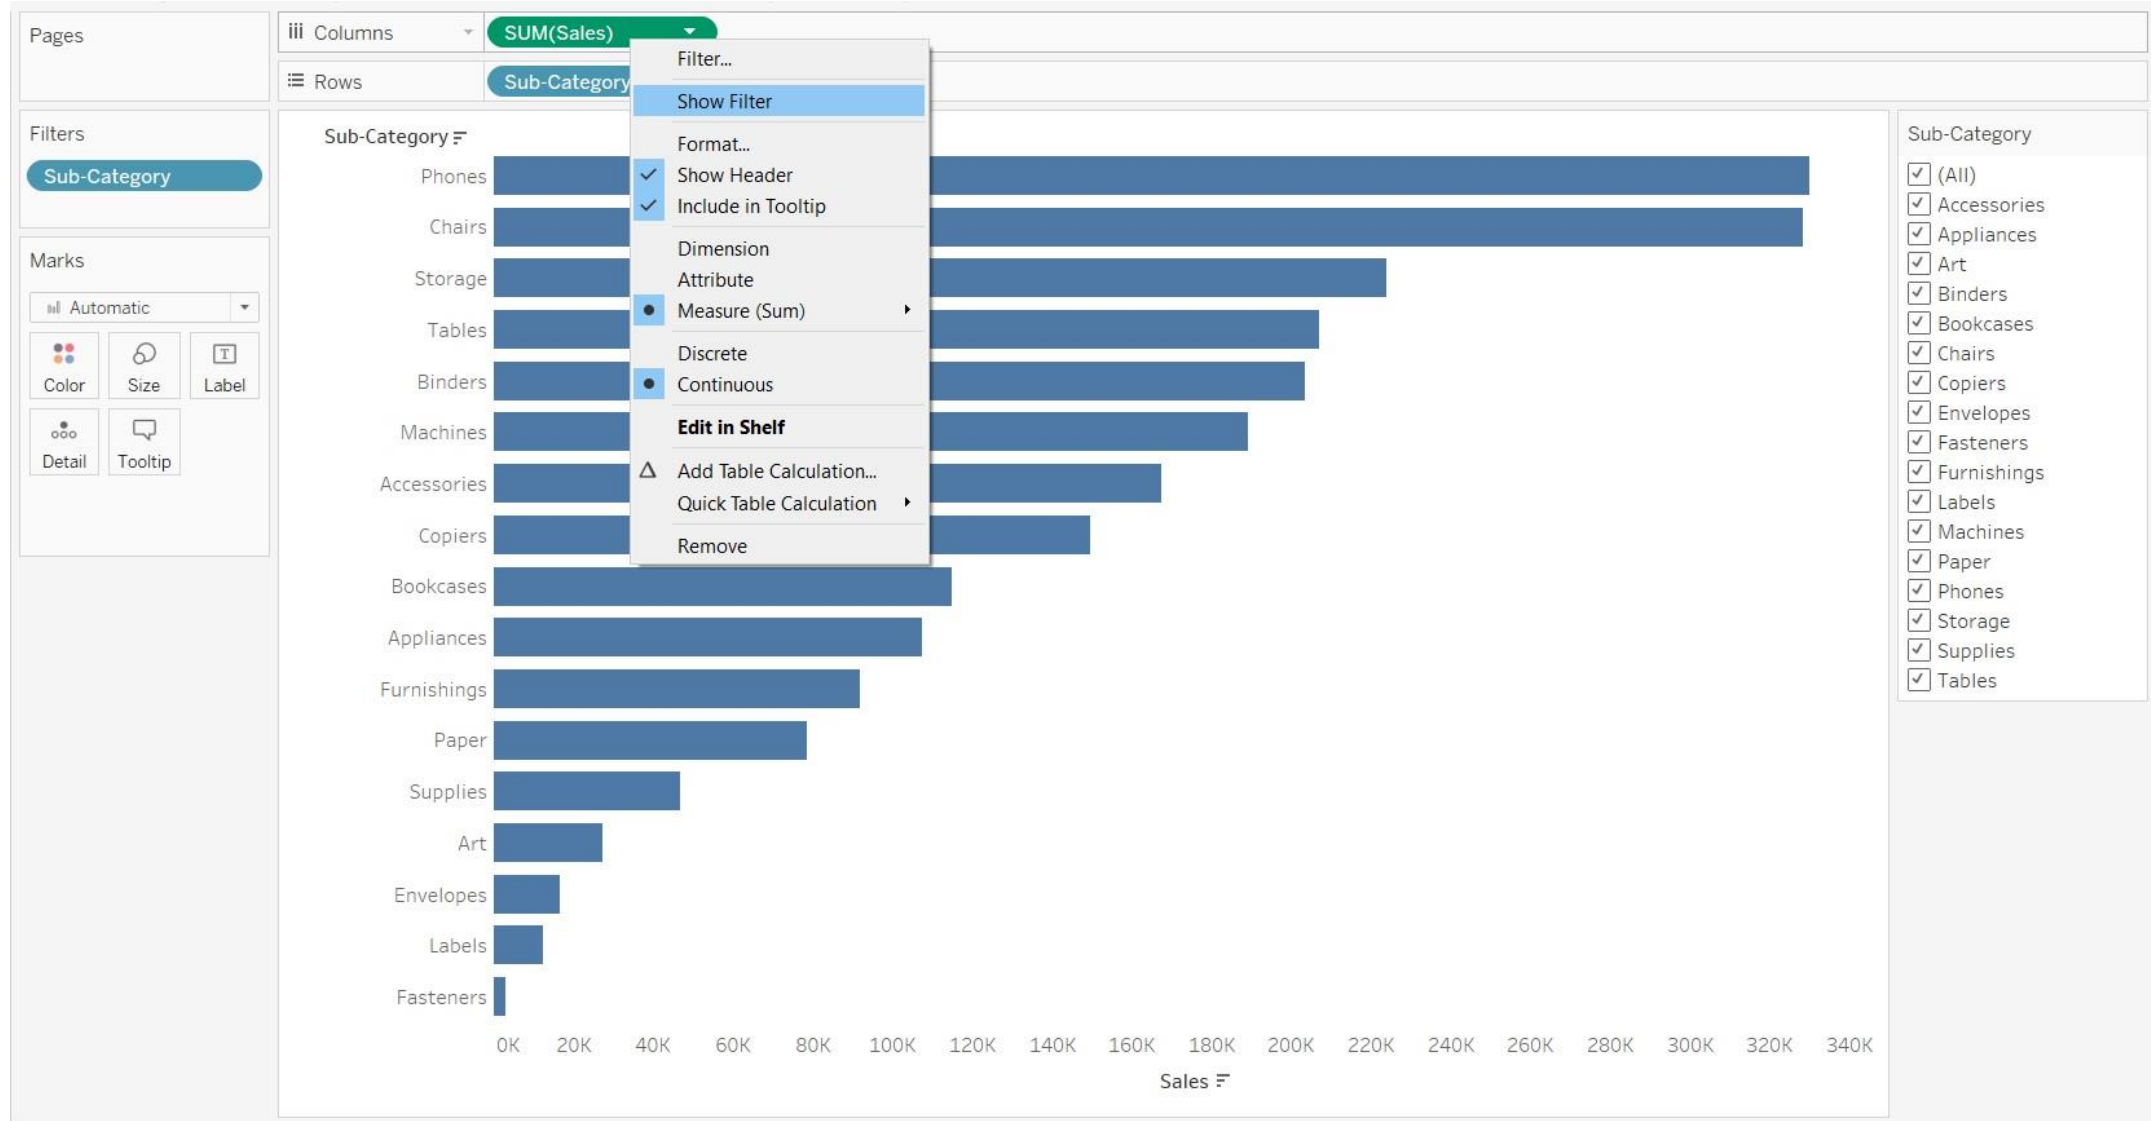 Pages
Columns
SUM(Sales)
Rows
Sub-Category
Filters
Sub-Category
Marks
Automatic
Color
Size
Label
Detail
Tooltip
Filter...
Show Filter
Format...
Show Header
Include in Tooltip
Dimension
Attribute
Measure (Sum)
Discrete
Continuous
Edit in Shelf
Add Table Calculation...
Quick Table Calculation
Remove
Sub-Category
Phones
Chairs
Storage
Tables
Binders
Machines
Accessories
Copiers
Bookcases
Appliances
Furnishings
Paper
Supplies
Art
Envelopes
Labels
Fasteners
0K 20K 40K 60K 80K 100K 120K 140K 160K 180K 200K 220K 240K 260K 280K 300K 320K 340K
Sales
Sub-Category
(All)
Accessories
Appliances
Art
Binders
Bookcases
Chairs
Copiers
Envelopes
Fasteners
Furnishings
Labels
Machines
Paper
Phones
Storage
Supplies
Tables